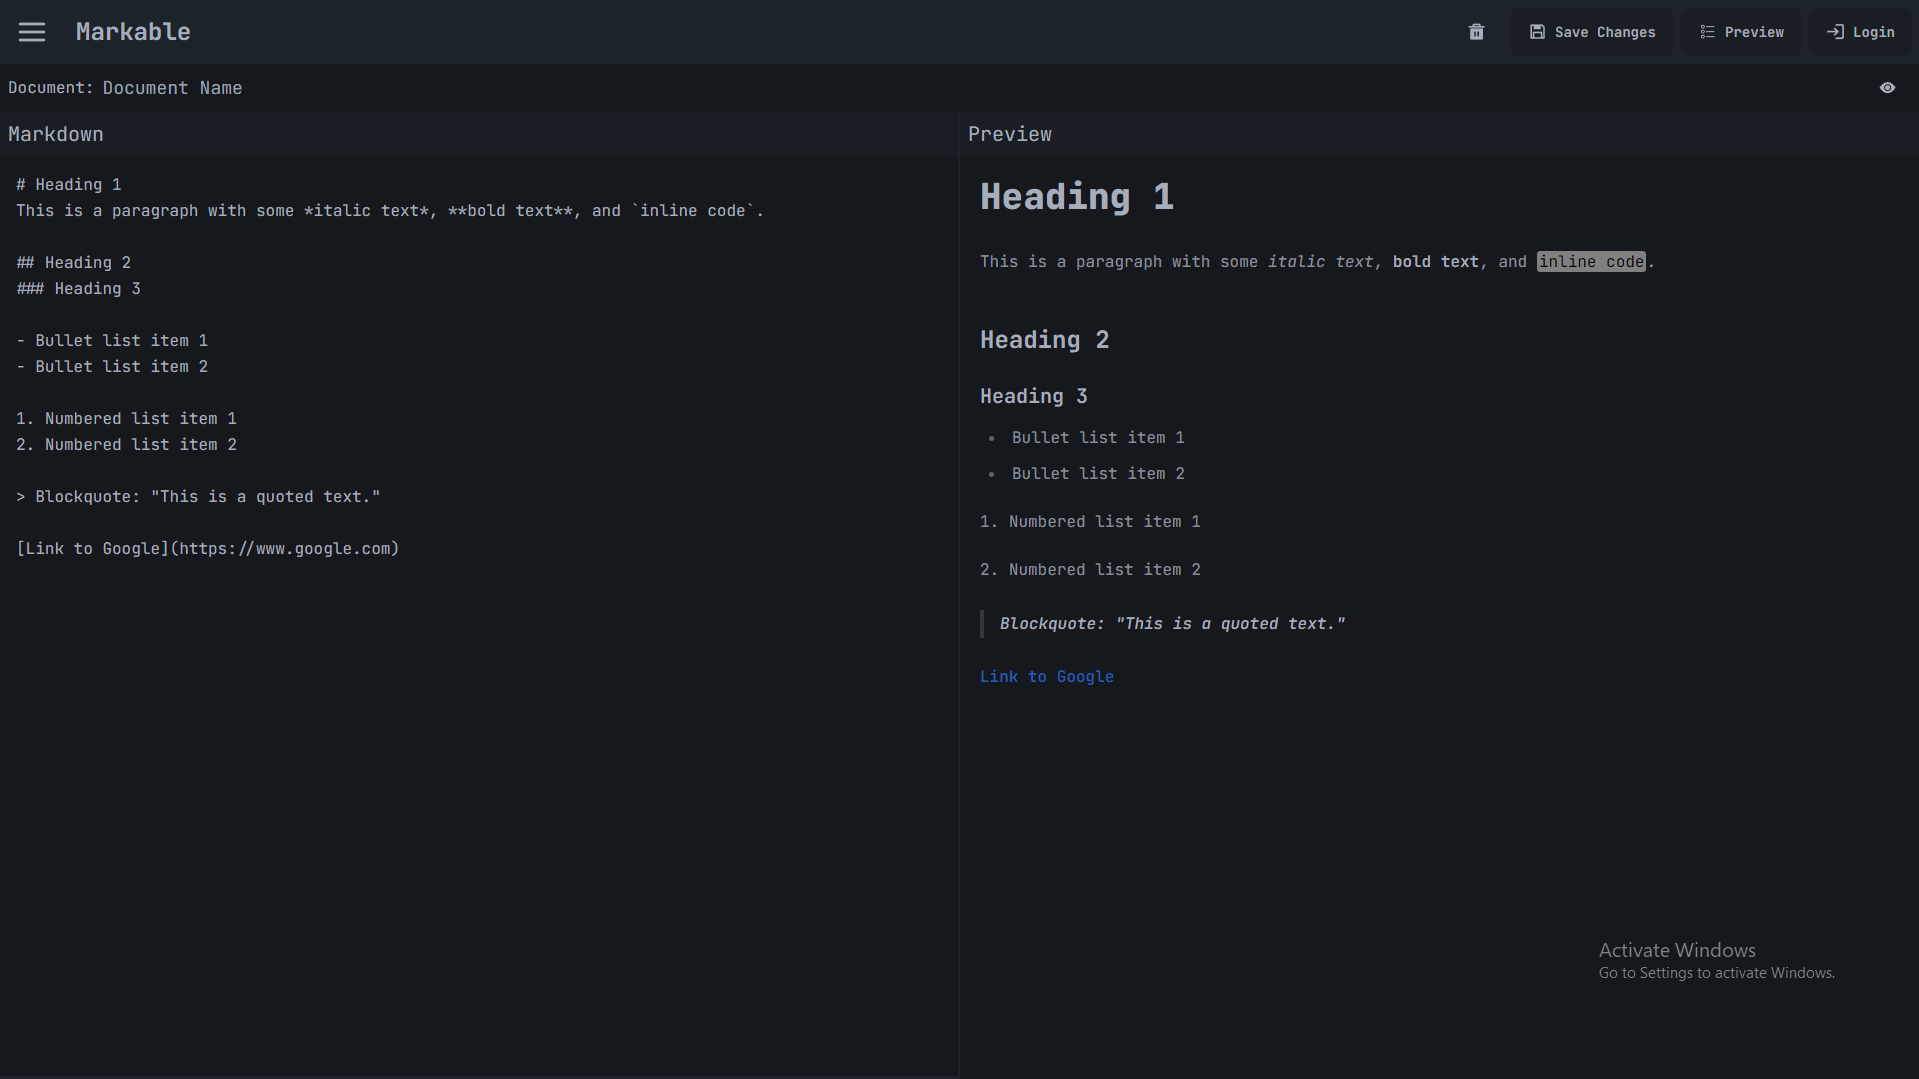 Markable
Save Changes
Preview
Login
Document: Document Name
Markdown
# Heading 1
This is a paragraph with some *italic text*, **bold text**, and `inline code`.
## Heading 2
### Heading 3
- Bullet list item 1
- Bullet list item 2
1. Numbered list item 1
2. Numbered list item 2
> Blockquote: "This is a quoted text."
[Link to Google](https://www.google.com)
Preview
Heading 1
This is a paragraph with some italic text, bold text, and inline code.
Heading 2
Heading 3
• Bullet list item 1
• Bullet list item 2
1. Numbered list item 1
2. Numbered list item 2
Blockquote: "This is a quoted text."
Link to Google
Activate Windows
Go to Settings to activate Windows.